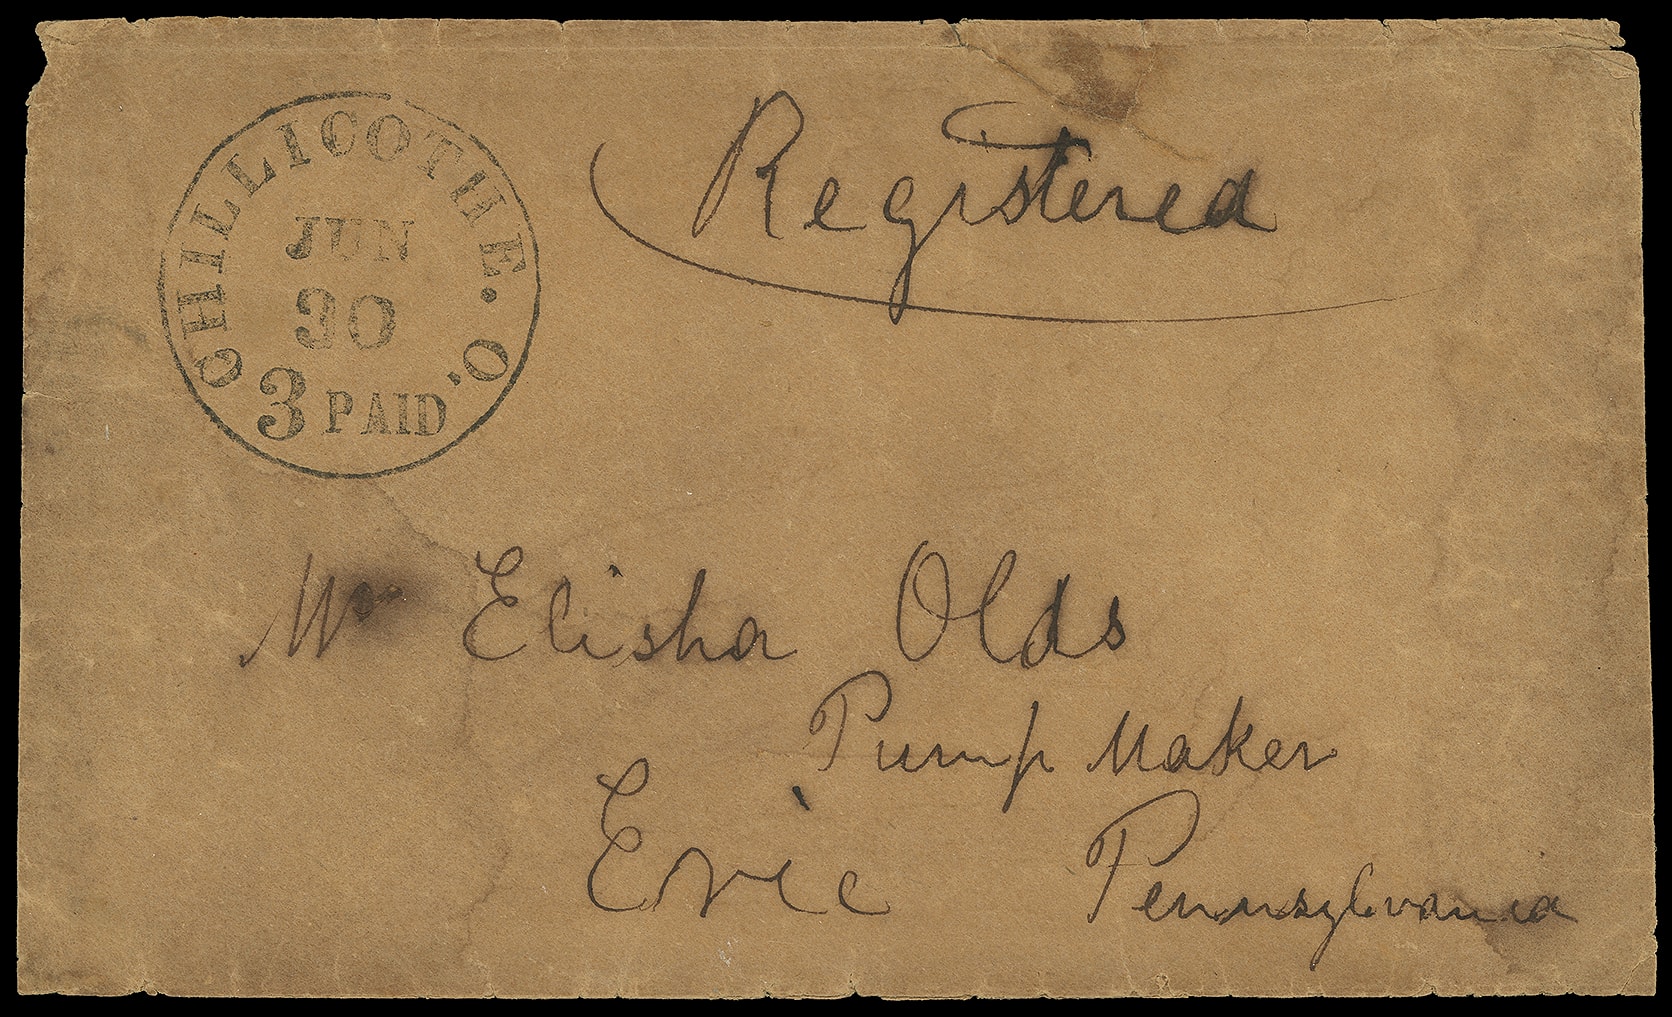 CHILLICOTHE. O.
JUN
30
3 PAID
Registered
Mr Elisha Olds
Pump Maker
Erie Pennsylvania